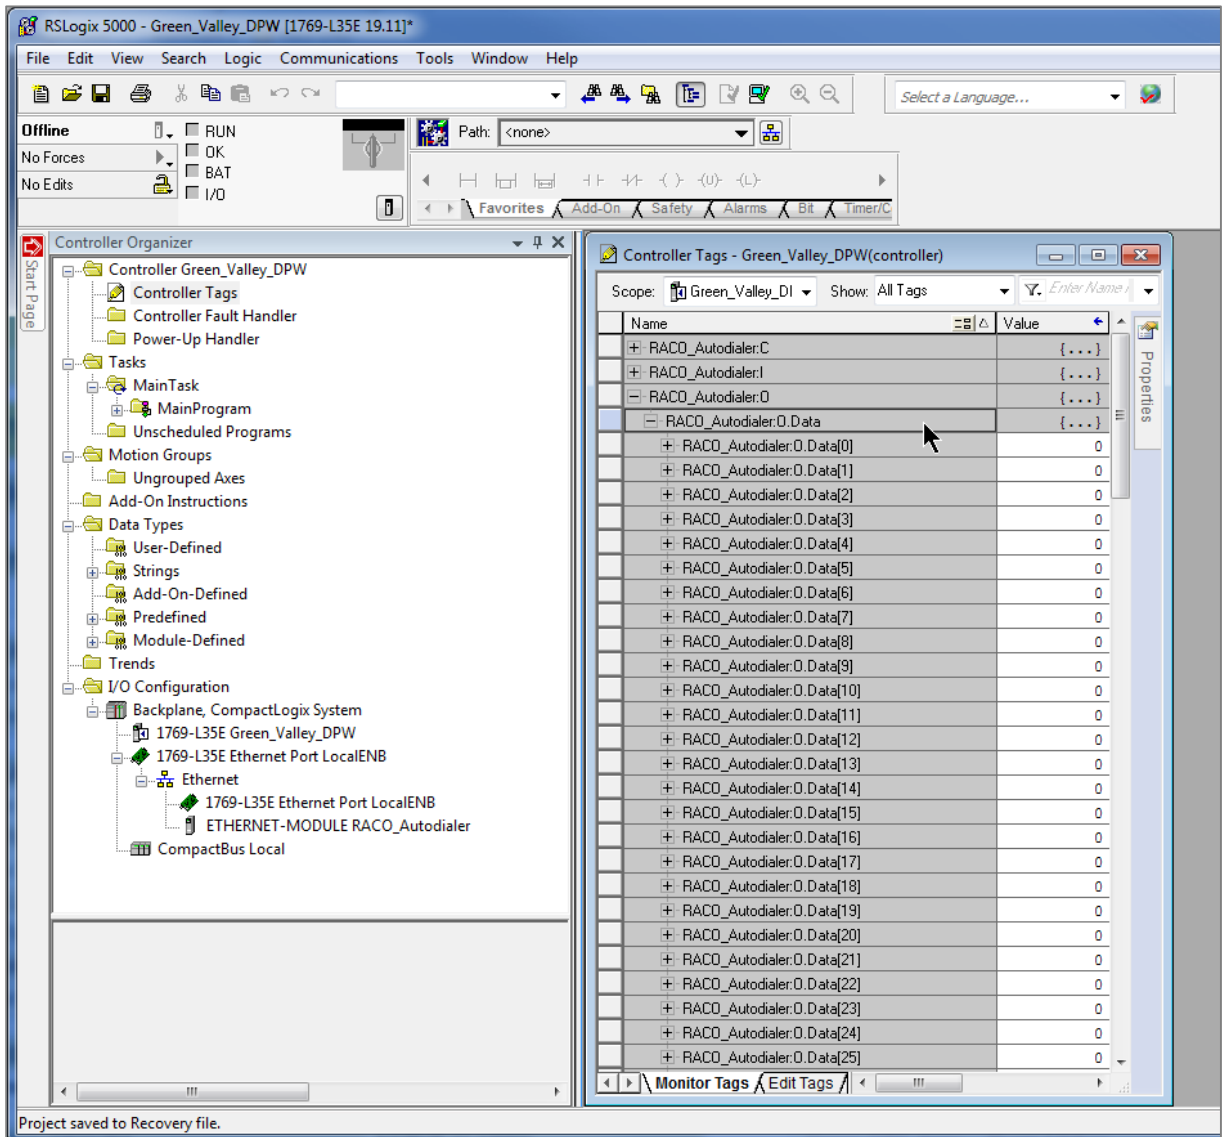 RSLogix 5000 - Green_Valley_DPW [1769-L35E 19.11]*
File Edit View Search Logic Communications Tools Window Help
Select a Language...
Offline
RUN
No Forces
OK
BAT
No Edits
I/O
Path: <none>
Favorites Add-On Safety Alarms Bit Timer/C
Start Page
Controller Organizer
Controller Green_Valley_DPW
Controller Tags
Controller Fault Handler
Power-Up Handler
Tasks
MainTask
MainProgram
Unscheduled Programs
Motion Groups
Ungrouped Axes
Add-On Instructions
Data Types
User-Defined
Strings
Add-On-Defined
Predefined
Module-Defined
Trends
I/O Configuration
Backplane, CompactLogix System
1769-L35E Green_Valley_DPW
1769-L35E Ethernet Port LocalENB
Ethernet
1769-L35E Ethernet Port LocalENB
ETHERNET-MODULE RACO_Autodialer
CompactBus Local
Controller Tags - Green_Valley_DPW(controller)
Scope: Green_Valley_DI Show: All Tags Enter Name
Name Value
RACO_Autodialer:C {...}
RACO_Autodialer:I {...}
RACO_Autodialer:O {...}
RACO_Autodialer:O.Data {...}
RACO_Autodialer:O.Data[0] 0
RACO_Autodialer:O.Data[1] 0
RACO_Autodialer:O.Data[2] 0
RACO_Autodialer:O.Data[3] 0
RACO_Autodialer:O.Data[4] 0
RACO_Autodialer:O.Data[5] 0
RACO_Autodialer:O.Data[6] 0
RACO_Autodialer:O.Data[7] 0
RACO_Autodialer:O.Data[8] 0
RACO_Autodialer:O.Data[9] 0
RACO_Autodialer:O.Data[10] 0
RACO_Autodialer:O.Data[11] 0
RACO_Autodialer:O.Data[12] 0
RACO_Autodialer:O.Data[13] 0
RACO_Autodialer:O.Data[14] 0
RACO_Autodialer:O.Data[15] 0
RACO_Autodialer:O.Data[16] 0
RACO_Autodialer:O.Data[17] 0
RACO_Autodialer:O.Data[18] 0
RACO_Autodialer:O.Data[19] 0
RACO_Autodialer:O.Data[20] 0
RACO_Autodialer:O.Data[21] 0
RACO_Autodialer:O.Data[22] 0
RACO_Autodialer:O.Data[23] 0
RACO_Autodialer:O.Data[24] 0
RACO_Autodialer:O.Data[25] 0
Properties
Monitor Tags Edit Tags
Project saved to Recovery file.